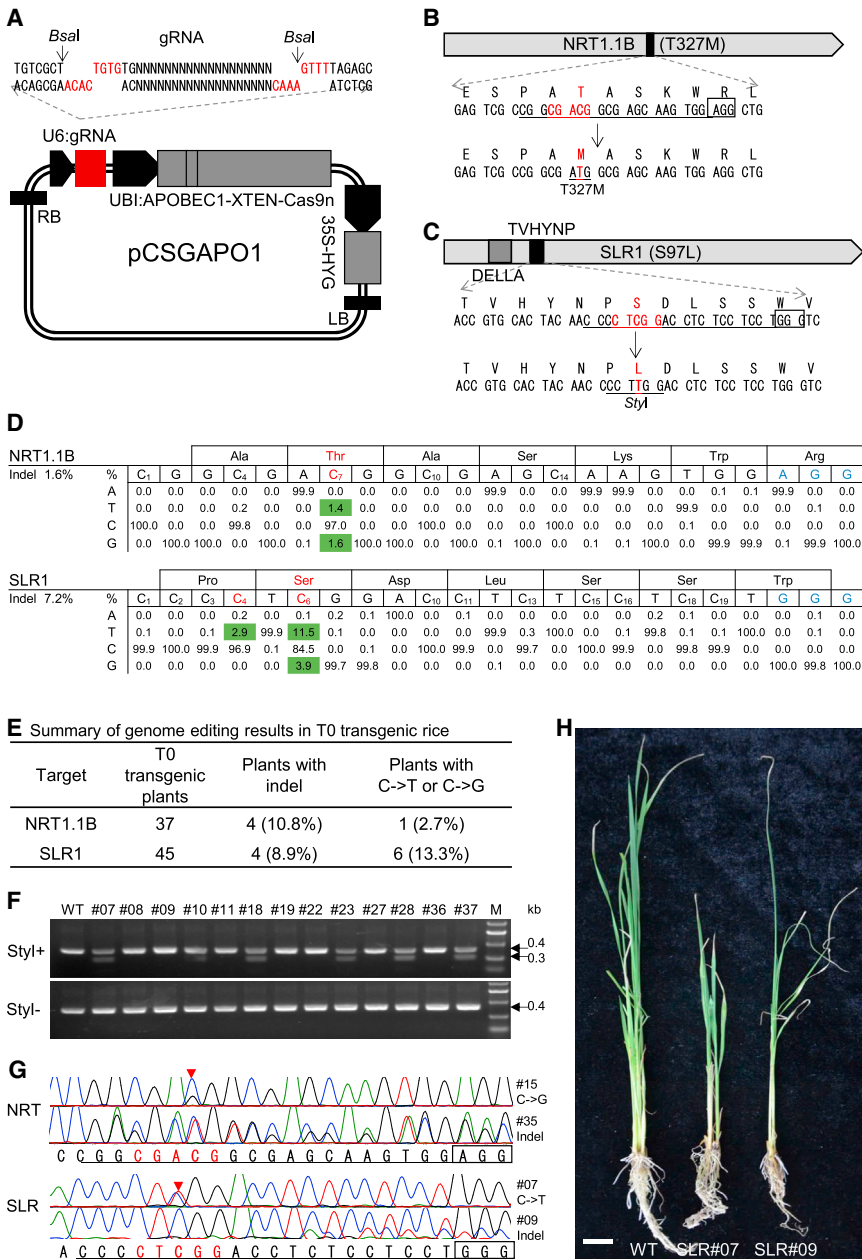 A
BsaI gRNA BsaI
TGTCGCT TGTGTGNNNNNNNNNNNNNNNNNNN GTTTTAGAGC
ACAGCGAACAC ACNNNNNNNNNNNNNNNNNNNCAAA ATCTCG
U6:gRNA
UBI:APOBEC1-XTEN-Cas9n
RB
pCSGAPO1
35S-HYG
LB
B
NRT1.1B (T327M)
E S P A T A S K W R L
GAG TCG CCG GCG ACG GCG AGC AAG TGG AGG CTG
E S P A M A S K W R L
GAG TCG CCG GCG ATG GCG AGC AAG TGG AGG CTG
T327M
C
TVHYNP
SLR1 (S97L)
DELLA
T V H Y N P S D L S S W V
ACC GTG CAC TAC AAC CCC TCG GAC CTC TCC TCC TGG GTC
T V H Y N P L D L S S W V
ACC GTG CAC TAC AAC CCC TTG GAC CTC TCC TCC TGG GTC
StyI
D
NRT1.1B Ala Thr Ala Ser Lys Trp Arg
Indel 1.6% % C1 G G C4 G A C7 G G C10 G A G C14 A A G T G G A G G
A 0.0 0.0 0.0 0.0 0.0 99.9 0.0 0.0 0.0 0.0 0.0 99.9 0.0 0.0 99.9 99.9 0.0 0.0 0.1 0.1 99.9 0.0 0.0
T 0.0 0.0 0.0 0.2 0.0 0.0 1.4 0.0 0.0 0.0 0.0 0.0 0.0 0.0 0.0 0.0 0.0 99.9 0.0 0.0 0.0 0.1 0.0
C 100.0 0.0 0.0 99.8 0.0 0.0 97.0 0.0 0.0 100.0 0.0 0.0 0.0 100.0 0.0 0.0 0.0 0.0 0.0 0.0 0.0 0.0 0.0
G 0.0 100.0 100.0 0.0 100.0 0.1 1.6 100.0 100.0 0.0 100.0 0.1 100.0 0.0 0.1 0.1 100.0 0.1 99.9 99.9 0.1 99.9 100.0
SLR1 Pro Ser Asp Leu Ser Ser Trp
Indel 7.2% % C1 C2 C3 C4 T C6 G G A C10 C11 T C13 T C15 C16 T C18 C19 T G G G
A 0.0 0.0 0.0 0.2 0.0 0.1 0.2 0.1 100.0 0.0 0.0 0.0 0.0 0.0 0.0 0.0 0.2 0.1 0.0 0.0 0.0 0.1 0.0
T 0.1 0.0 0.1 2.9 99.9 11.5 0.1 0.0 0.0 0.0 0.1 99.9 0.3 100.0 0.0 0.1 99.8 0.1 0.1 100.0 0.0 0.1 0.0
C 99.9 100.0 99.9 96.9 0.1 84.5 0.0 0.1 0.0 100.0 99.9 0.0 99.7 0.0 100.0 99.9 0.1 99.8 99.9 0.0 0.0 0.0 0.0
G 0.0 0.0 0.0 0.0 0.0 3.9 99.7 99.8 0.0 0.0 0.0 0.1 0.0 0.0 0.0 0.0 0.0 0.0 0.0 0.0 100.0 99.8 100.0
E Summary of genome editing results in T0 transgenic rice
Target T0 transgenic plants Plants with indel Plants with C->T or C->G
NRT1.1B 37 4 (10.8%) 1 (2.7%)
SLR1 45 4 (8.9%) 6 (13.3%)
F
WT #07 #08 #09 #10 #11 #18 #19 #22 #23 #27 #28 #36 #37 M kb
StyI+ 0.4
0.3
StyI- 0.4
G
NRT
#15
C->G
#35
Indel
C C G G C G A C G G C G A G C A A G T G G A G G
SLR
#07
C->T
#09
Indel
A C C C C T C G G A C C T C T C C T C C T G G G
H
WT SLR#07 SLR#09